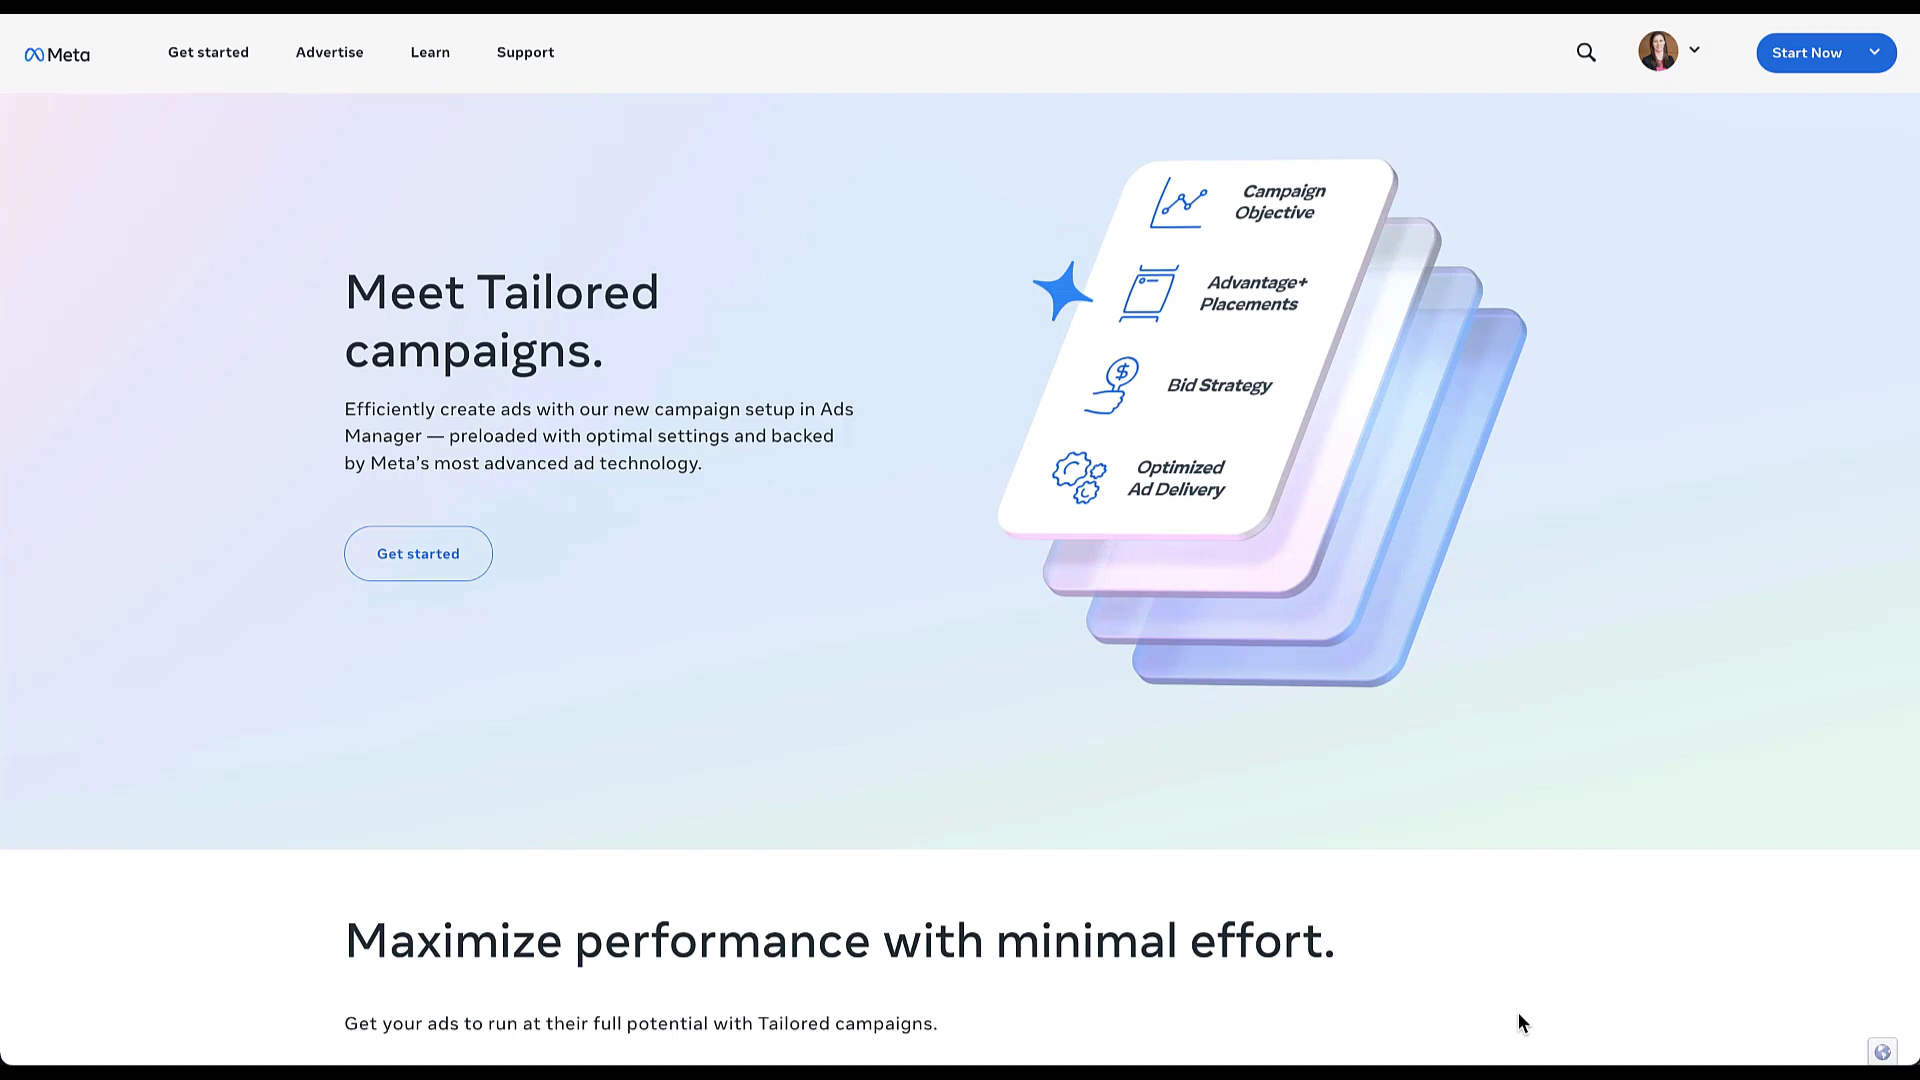 Meta
Get started
Advertise
Learn
Support
Start Now
Meet Tailored
campaigns.
Efficiently create ads with our new campaign setup in Ads
Manager — preloaded with optimal settings and backed
by Meta's most advanced ad technology.
Get started
Campaign
Objective
Advantage+
Placements
$
Bid Strategy
Optimized
Ad Delivery
Maximize performance with minimal effort.
Get your ads to run at their full potential with Tailored campaigns.